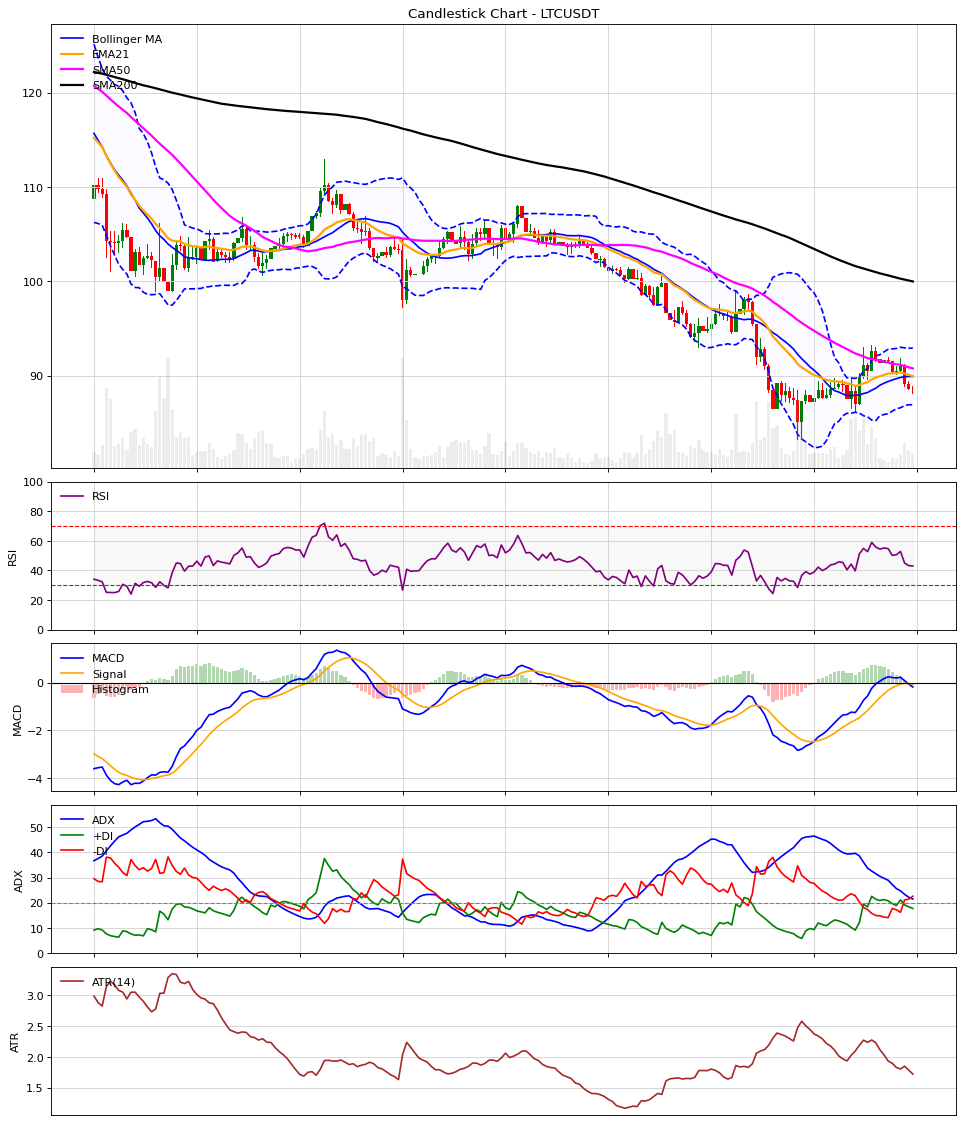 Candlestick Chart - LTCUSDT
Bollinger MA
EMA21
SMA50
SMA200
120
110
100
90
RSI
100
80
60
40
20
0
RSI
MACD
Signal
Histogram
0
−2
−4
MACD
ADX
+DI
-DI
50
40
30
20
10
0
ADX
ATR(14)
3.0
2.5
2.0
1.5
ATR